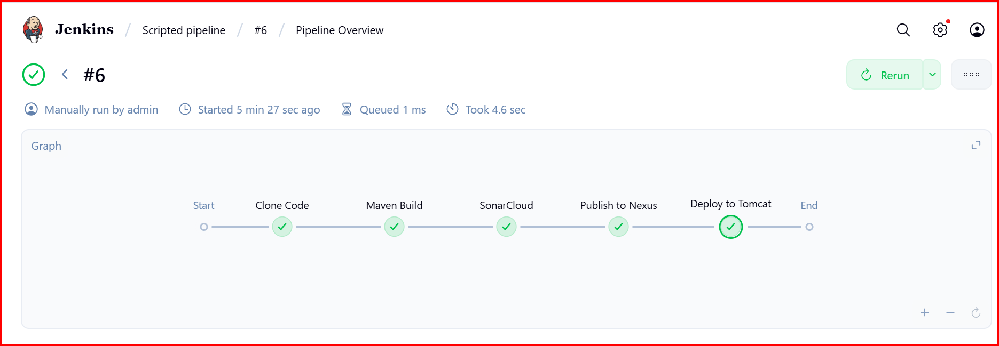 Jenkins / Scripted pipeline / #6 / Pipeline Overview
#6
Rerun
Manually run by admin Started 5 min 27 sec ago Queued 1 ms Took 4.6 sec
Graph
Start Clone Code Maven Build SonarCloud Publish to Nexus Deploy to Tomcat End